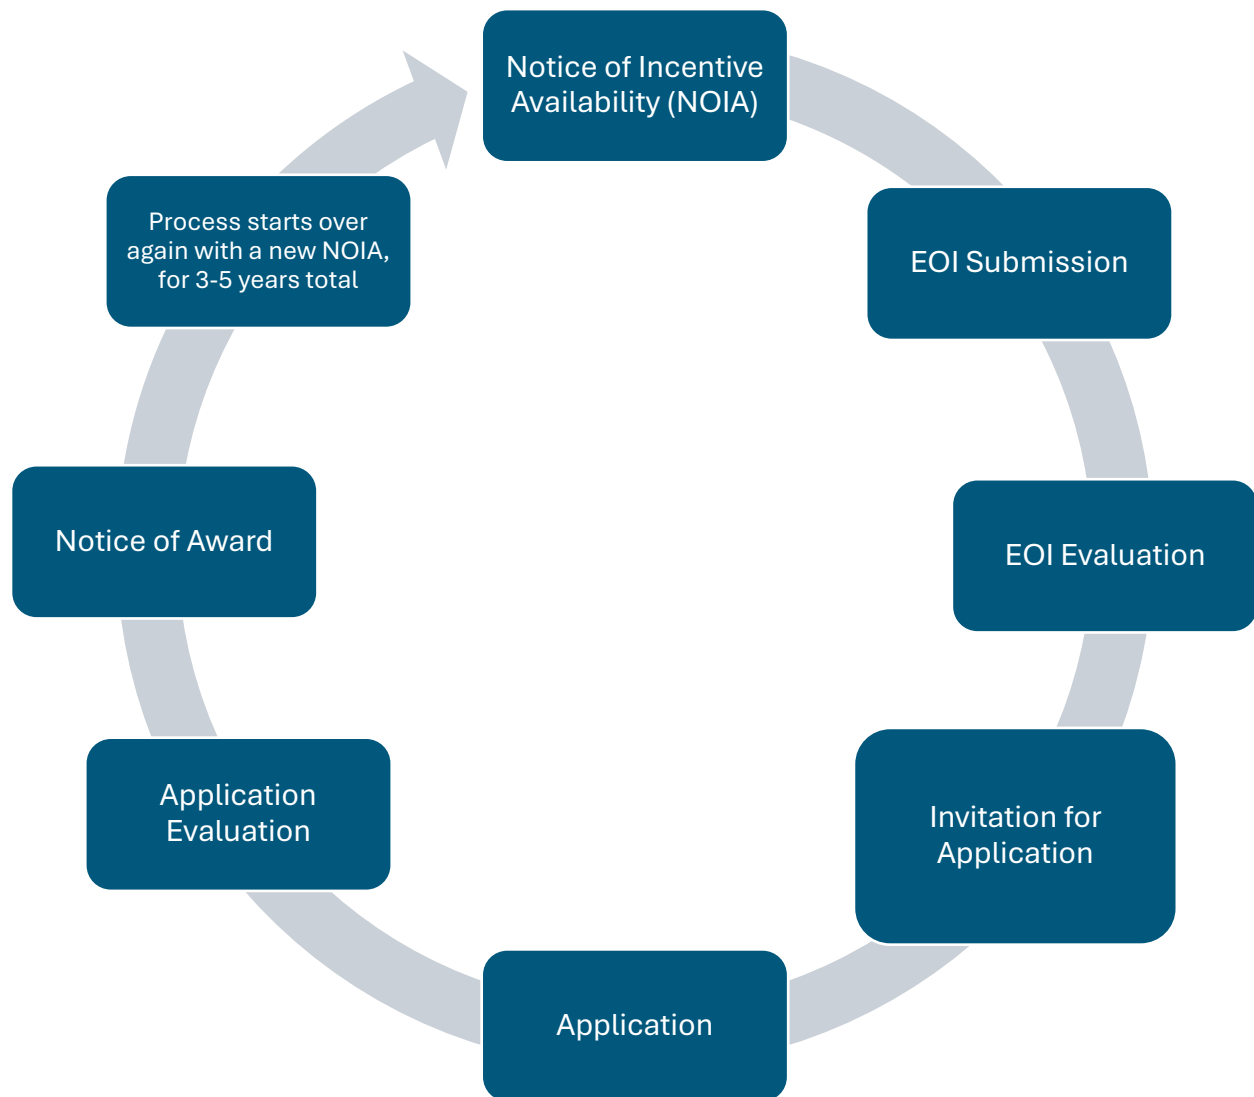 Notice of Incentive
Availability (NOIA)
EOI Submission
EOI Evaluation
Invitation for
Application
Application
Application
Evaluation
Notice of Award
Process starts over
again with a new NOIA,
for 3-5 years total